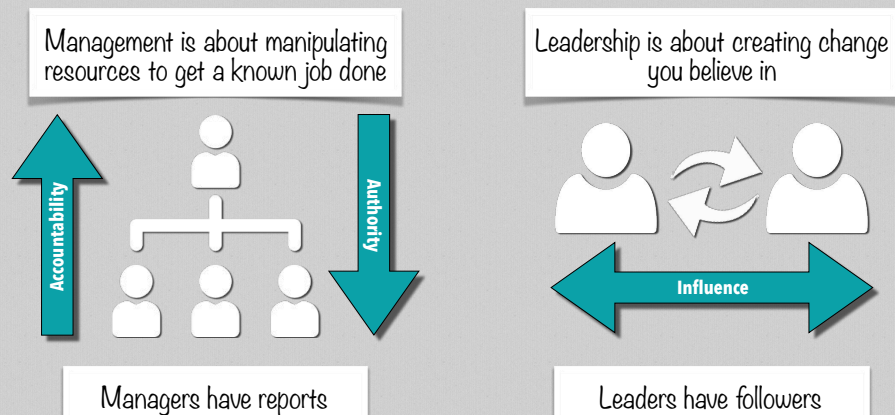 Management is about manipulating
resources to get a known job done
Accountability
Authority
Managers have reports
Leadership is about creating change
you believe in
Influence
Leaders have followers